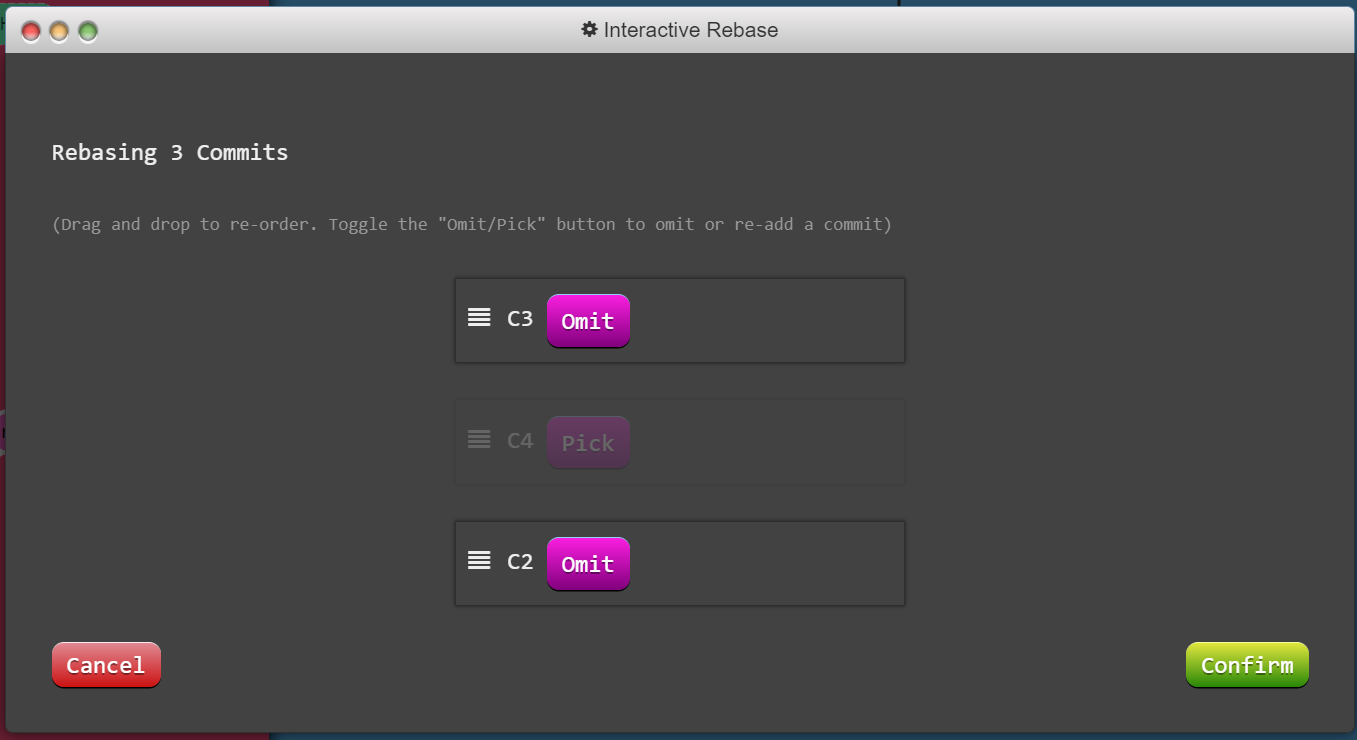 Interactive Rebase
Rebasing 3 Commits
(Drag and drop to re-order. Toggle the "Omit/Pick" button to omit or re-add a commit)
C3 Omit
C4 Pick
C2 Omit
Cancel
Confirm